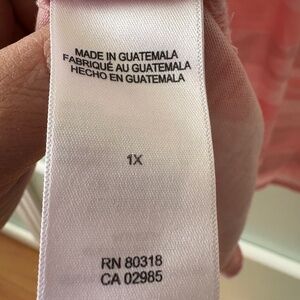 MADE IN GUATEMALA
FABRIQUÉ AU GUATEMALA
HECHO EN GUATEMALA
1X
RN 80318
CA 02985